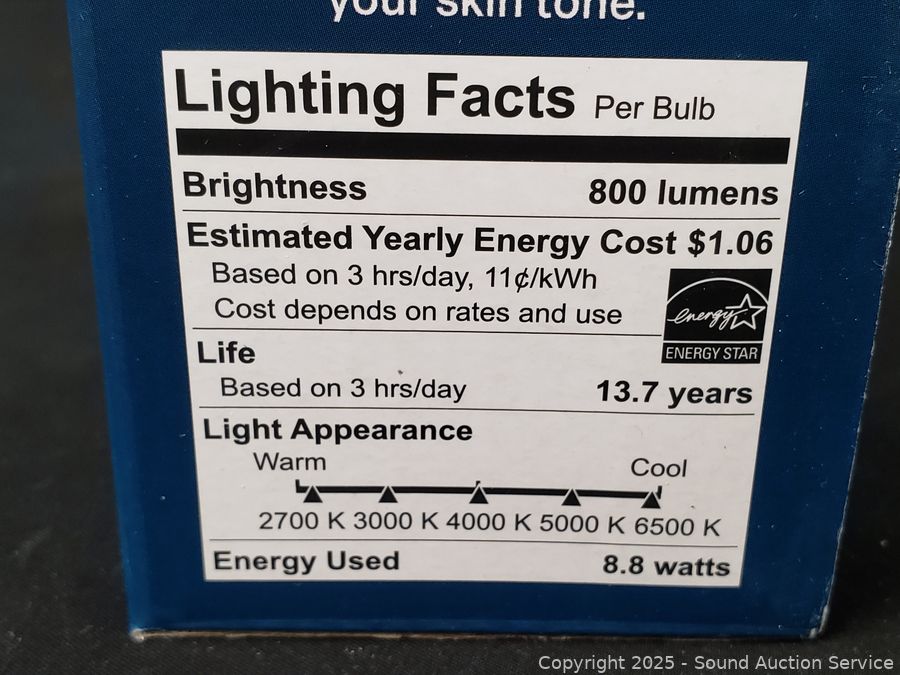 your skin tone.
Lighting Facts Per Bulb
Brightness 800 lumens
Estimated Yearly Energy Cost $1.06
Based on 3 hrs/day, 11¢/kWh
Cost depends on rates and use
energy
ENERGY STAR
Life
Based on 3 hrs/day 13.7 years
Light Appearance
Warm Cool
2700 K 3000 K 4000 K 5000 K 6500 K
Energy Used 8.8 watts
Copyright 2025 - Sound Auction Service